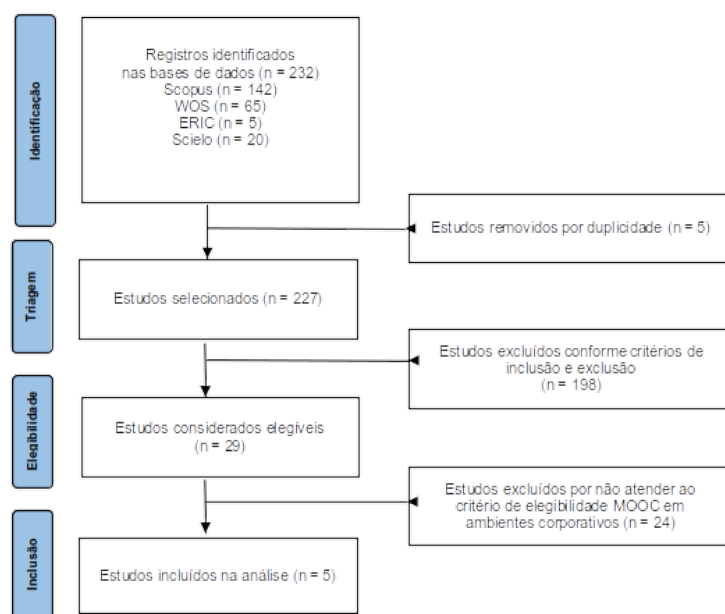 Identificação
Registros identificados
nas bases de dados (n = 232)
Scopus (n = 142)
WOS (n = 65)
ERIC (n = 5)
Scielo (n = 20)
Estudos removidos por duplicidade (n = 5)
Triagem
Estudos selecionados (n = 227)
Estudos excluídos conforme critérios de
inclusão e exclusão
(n = 198)
Elegibilidade
Estudos considerados elegíveis
(n = 29)
Estudos excluídos por não atender ao
critério de elegibilidade MOOC em
ambientes corporativos (n = 24)
Inclusão
Estudos incluídos na análise (n = 5)